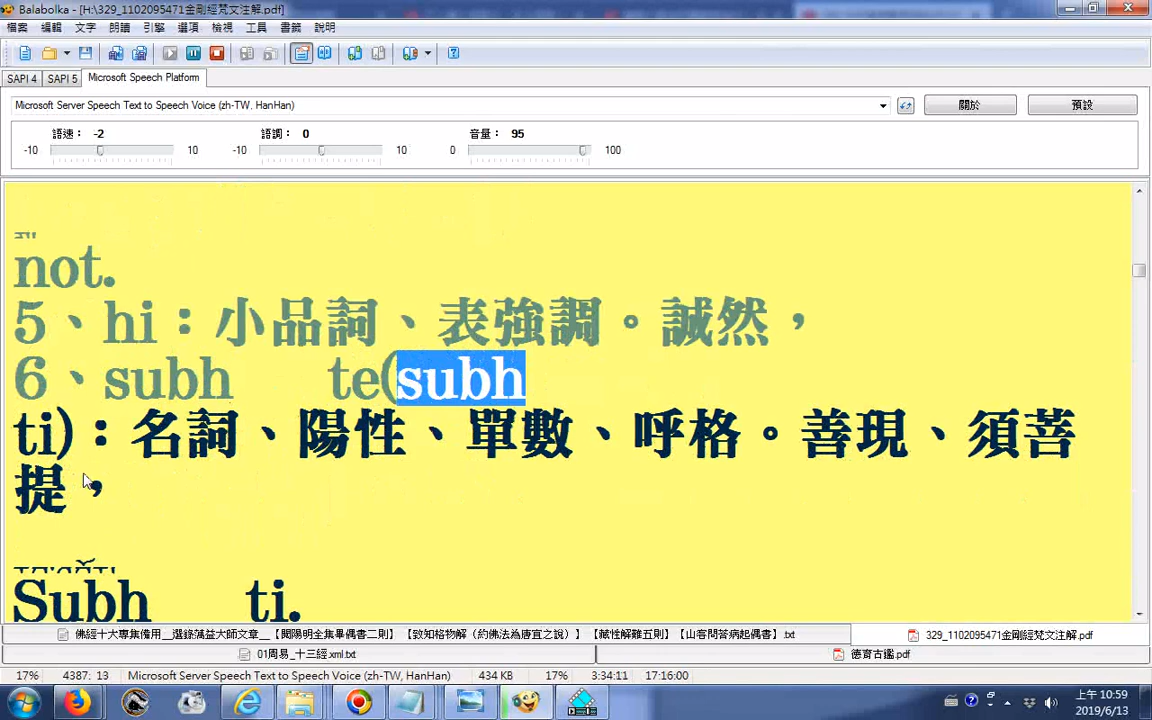 Balabolka - [H:\329_1102095471金剛經梵文注解.pdf]
檔案 編輯 文字 朗讀 引擎 選項 檢視 工具 書籤 說明
SAPI 4 SAPI 5 Microsoft Speech Platform
Microsoft Server Speech Text to Speech Voice (zh-TW, HanHan) 關於 預設
語速： -2 語調： 0 音量： 95
-10 10 -10 10 0 100
not.
5、hi：小品詞、表強調。誠然，
6、subh te(subh
ti)：名詞、陽性、單數、呼格。善現、須菩
提，
Subh ti.
佛經十大專集備用__選錄蕅益大師文章__【閱陽明全集畢偶書二則】【致知格物解（約佛法為唐宜之說）】【藏性解難五則】【山客問答病起偶書】.txt 329_1102095471金剛經梵文注解.pdf
01周易_十三經.xml.txt 德育古鑑.pdf
17% 4387: 13 Microsoft Server Speech Text to Speech Voice (zh-TW, HanHan) 434 KB 17% 3:34:11 17:16:00
上午 10:59
2019/6/13